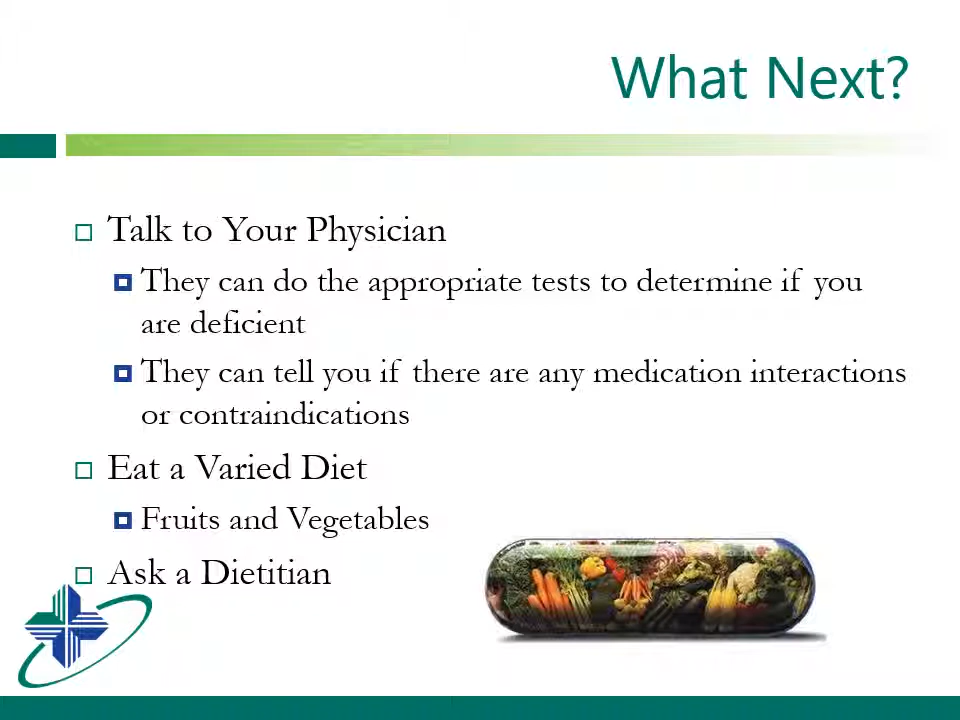 What Next?
Talk to Your Physician
They can do the appropriate tests to determine if you
are deficient
They can tell you if there are any medication interactions
or contraindications
Eat a Varied Diet
Fruits and Vegetables
Ask a Dietitian